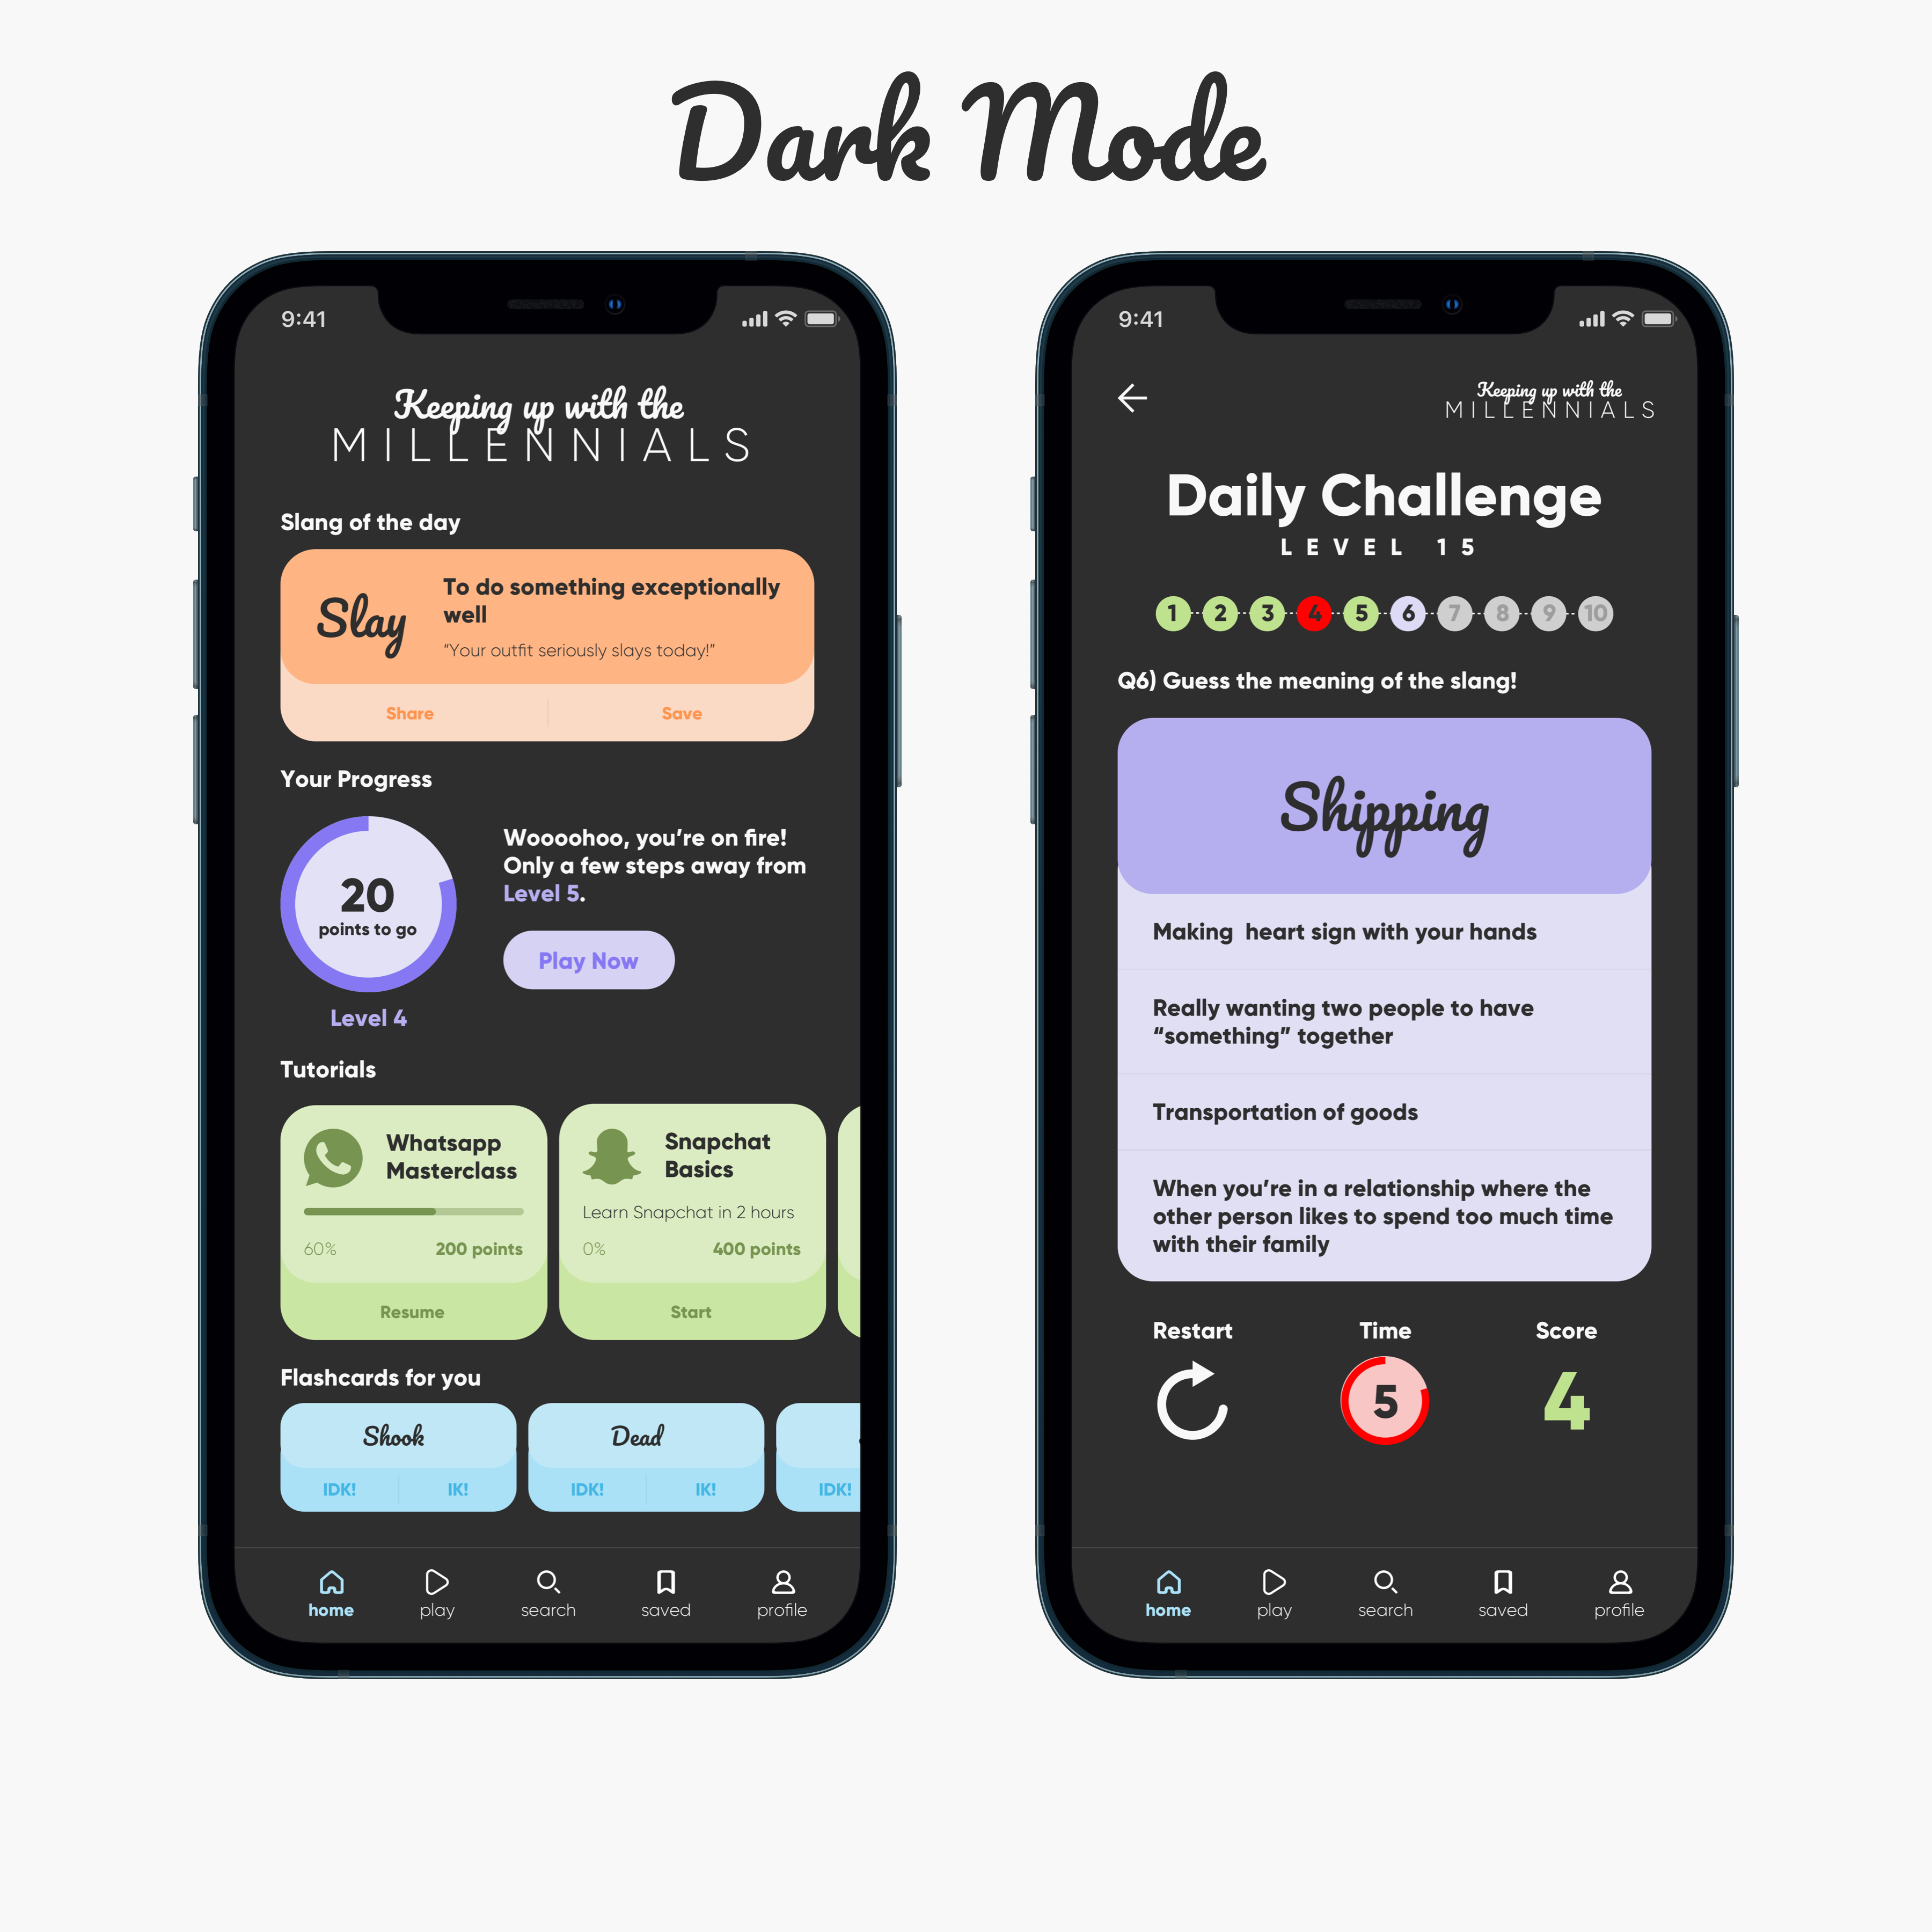 Dark Mode
9:41
Keeping up with the
MILLENNIALS
Slang of the day
Slay
To do something exceptionally
well
“Your outfit seriously slays today!”
Share
Save
Your Progress
20
points to go
Level 4
Woooohoo, you’re on fire!
Only a few steps away from
Level 5.
Play Now
Tutorials
Whatsapp
Masterclass
60%
200 points
Resume
Snapchat
Basics
Learn Snapchat in 2 hours
0%
400 points
Start
Flashcards for you
Shook
IDK!
IK!
Dead
IDK!
IK!
IDK!
home
play
search
saved
profile
9:41
Keeping up with the
MILLENNIALS
Daily Challenge
LEVEL 15
1 2 3 4 5 6 7 8 9 10
Q6) Guess the meaning of the slang!
Shipping
Making  heart sign with your hands
Really wanting two people to have
“something” together
Transportation of goods
When you’re in a relationship where the
other person likes to spend too much time
with their family
Restart
Time
5
Score
4
home
play
search
saved
profile